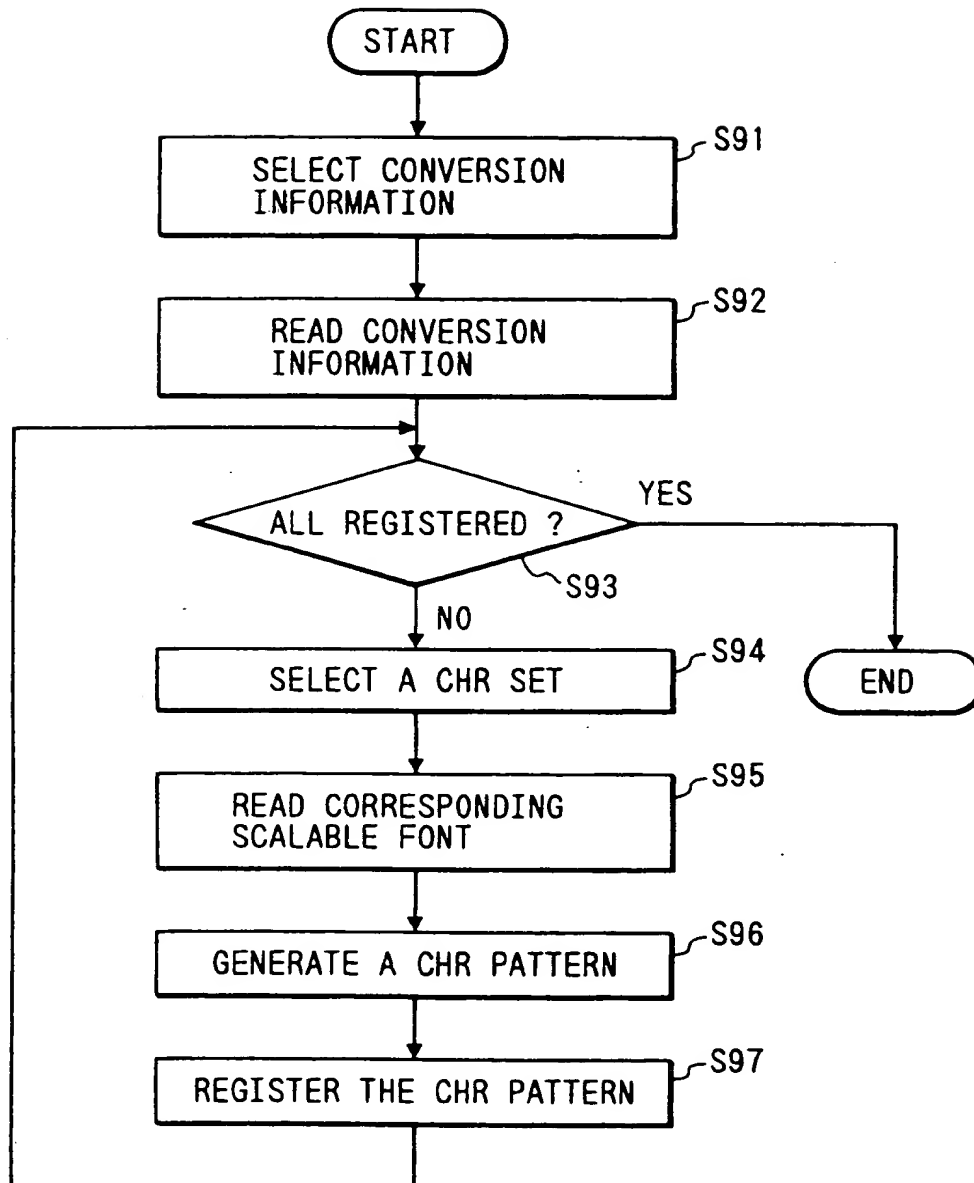 START
S91
SELECT CONVERSION
INFORMATION
S92
READ CONVERSION
INFORMATION
YES
ALL REGISTERED ?
S93
NO
S94
SELECT A CHR SET
END
S95
READ CORRESPONDING
SCALABLE FONT
S96
GENERATE A CHR PATTERN
S97
REGISTER THE CHR PATTERN